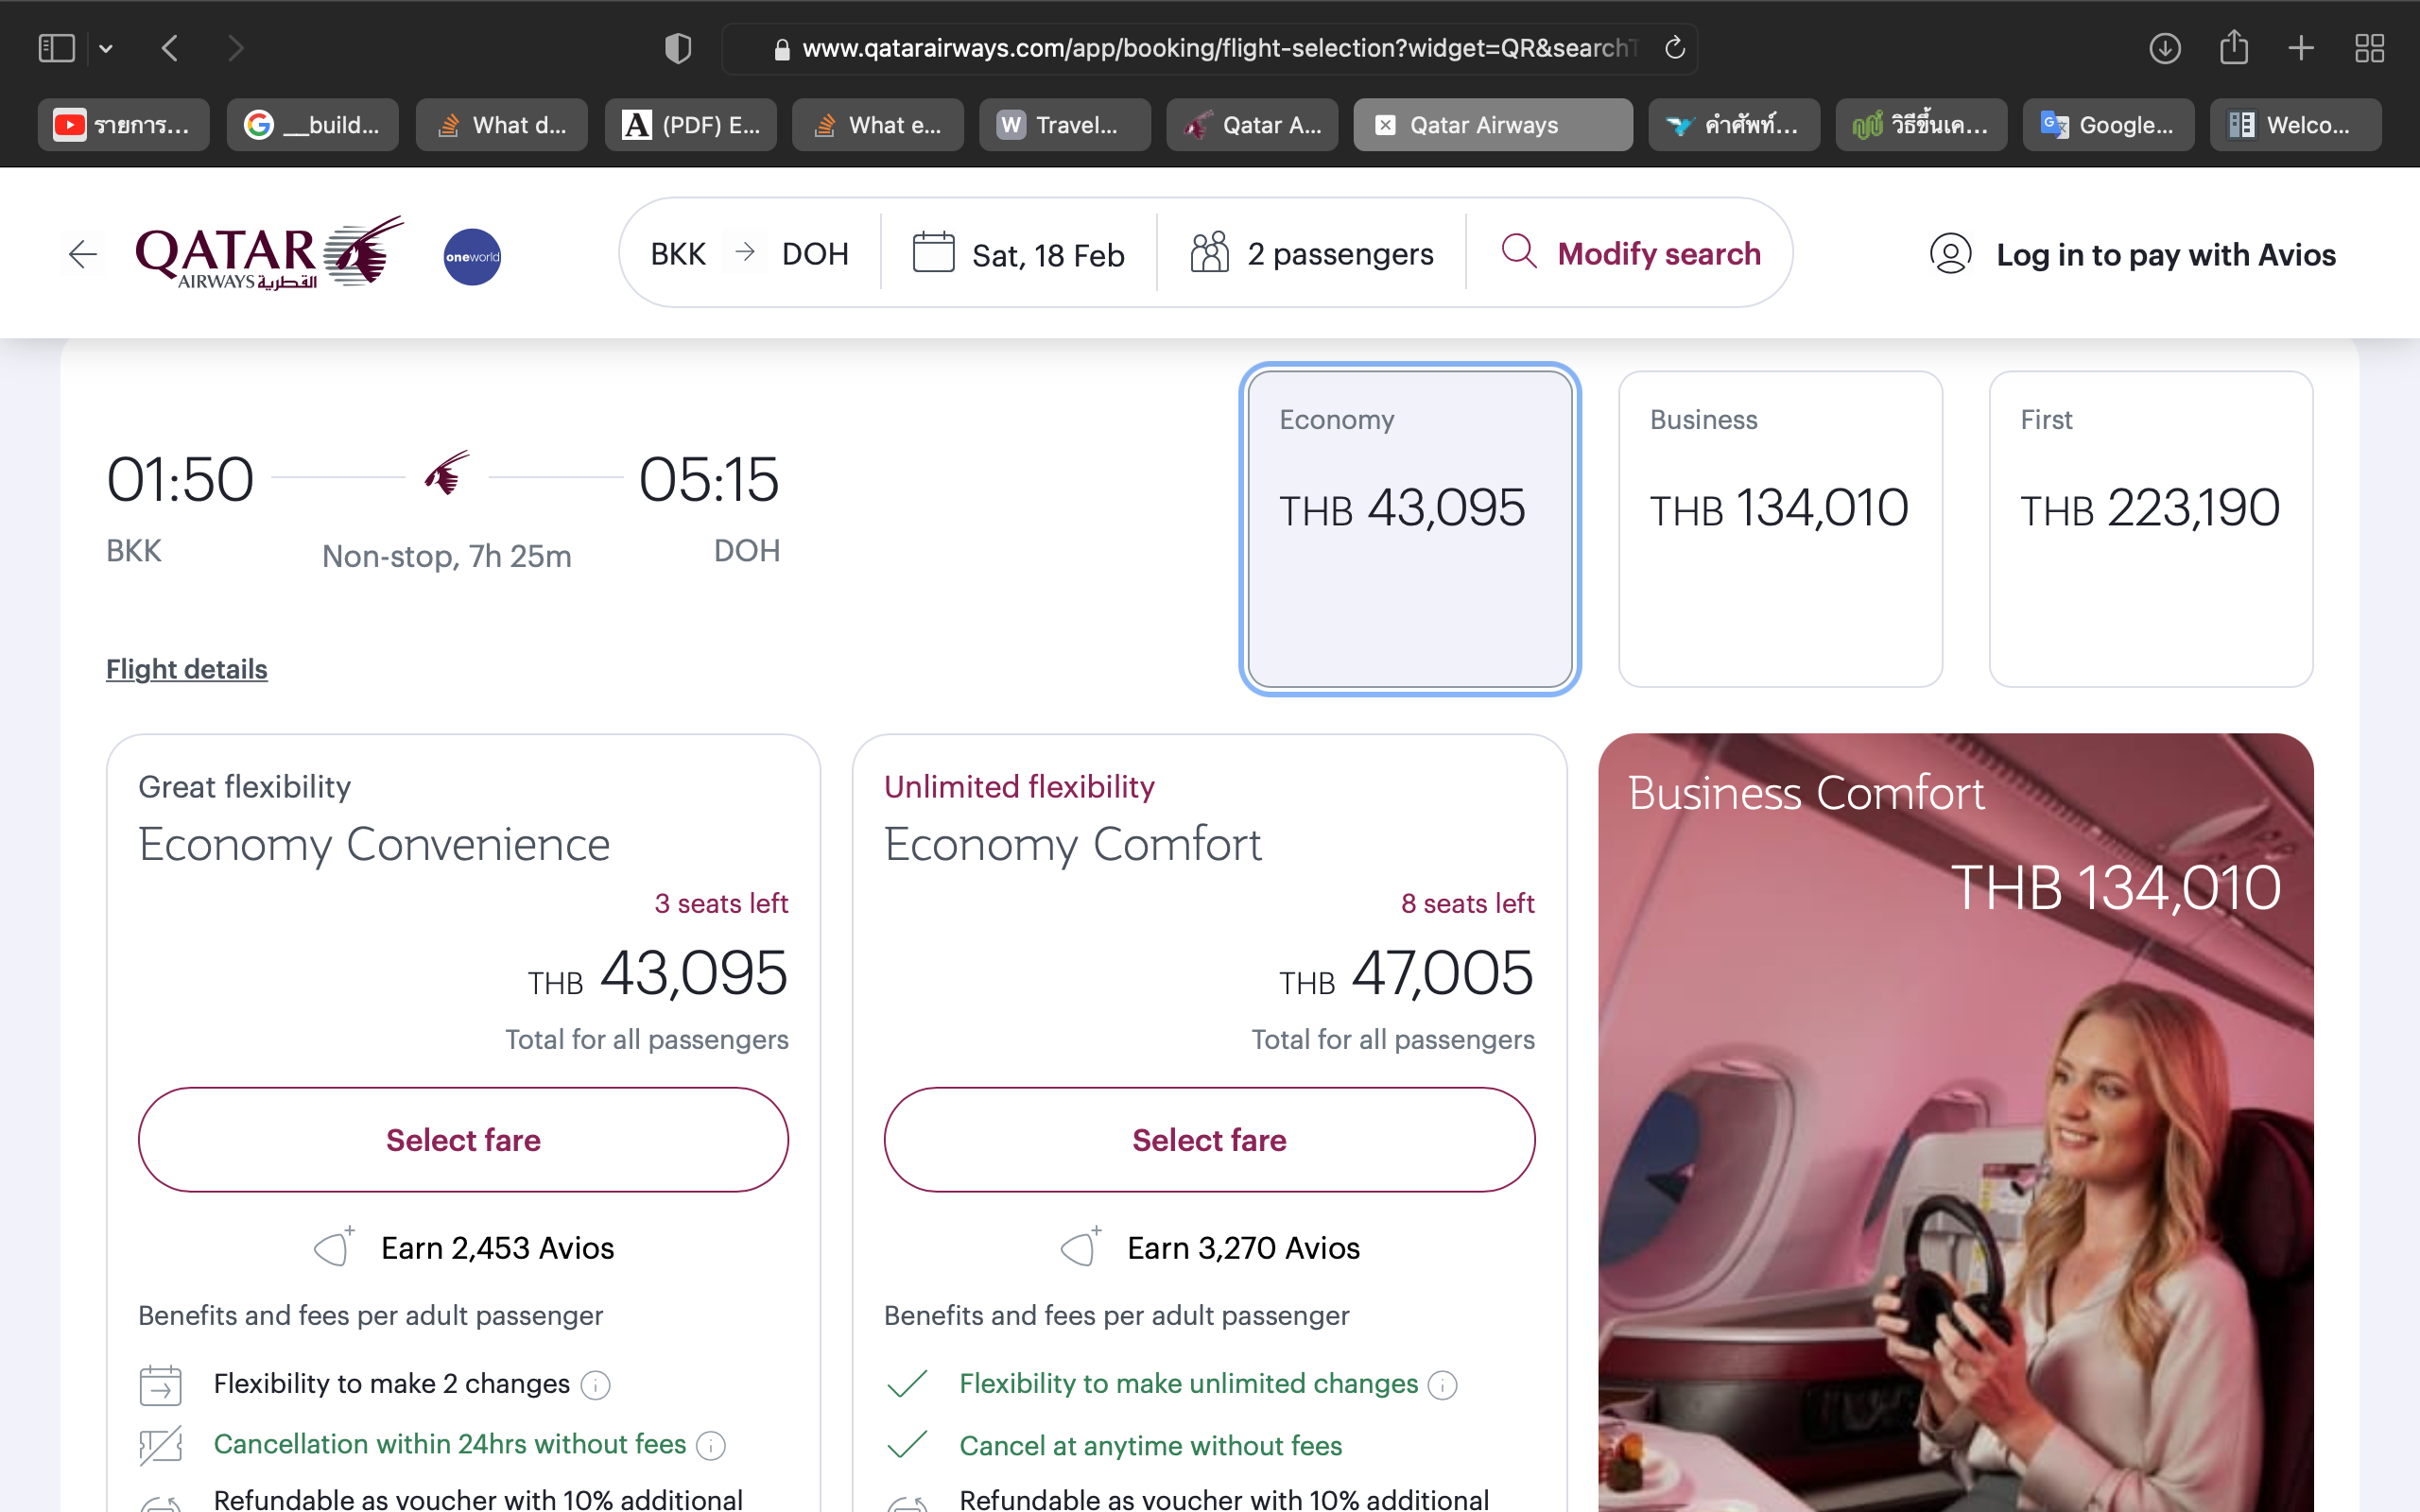 www.qatarairways.com/app/booking/flight-selection?widget=QR&searchT
รายการ...
__build...
What d...
(PDF) E...
What e...
Travel...
Qatar A...
Qatar Airways
คำศัพท์...
วิธีขึ้นเค...
Google...
Welco...
QATAR
AIRWAYS القطرية
oneworld
BKK → DOH
Sat, 18 Feb
2 passengers
Modify search
Log in to pay with Avios
01:50
05:15
BKK
Non-stop, 7h 25m
DOH
Flight details
Economy
THB 43,095
Business
THB 134,010
First
THB 223,190
Great flexibility
Economy Convenience
3 seats left
THB 43,095
Total for all passengers
Select fare
Earn 2,453 Avios
Benefits and fees per adult passenger
Flexibility to make 2 changes
Cancellation within 24hrs without fees
Refundable as voucher with 10% additional
Unlimited flexibility
Economy Comfort
8 seats left
THB 47,005
Total for all passengers
Select fare
Earn 3,270 Avios
Benefits and fees per adult passenger
Flexibility to make unlimited changes
Cancel at anytime without fees
Refundable as voucher with 10% additional
Business Comfort
THB 134,010